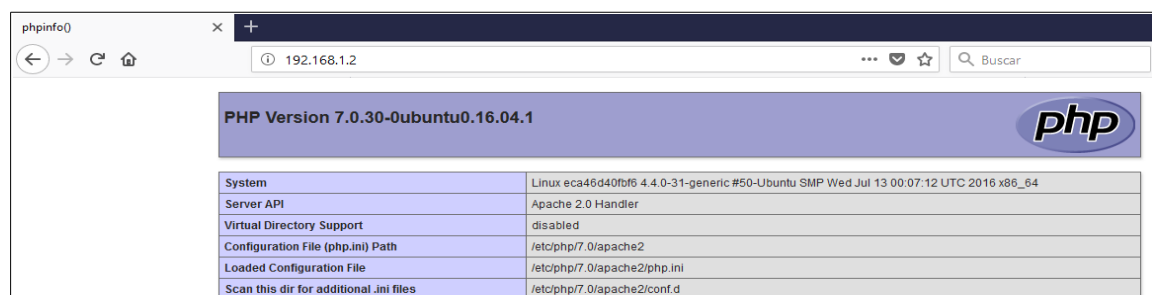 phpinfo()
192.168.1.2
Buscar
PHP Version 7.0.30-0ubuntu0.16.04.1
php
System Linux eca46d40fbf6 4.4.0-31-generic #50-Ubuntu SMP Wed Jul 13 00:07:12 UTC 2016 x86_64
Server API Apache 2.0 Handler
Virtual Directory Support disabled
Configuration File (php.ini) Path /etc/php/7.0/apache2
Loaded Configuration File /etc/php/7.0/apache2/php.ini
Scan this dir for additional .ini files /etc/php/7.0/apache2/conf.d